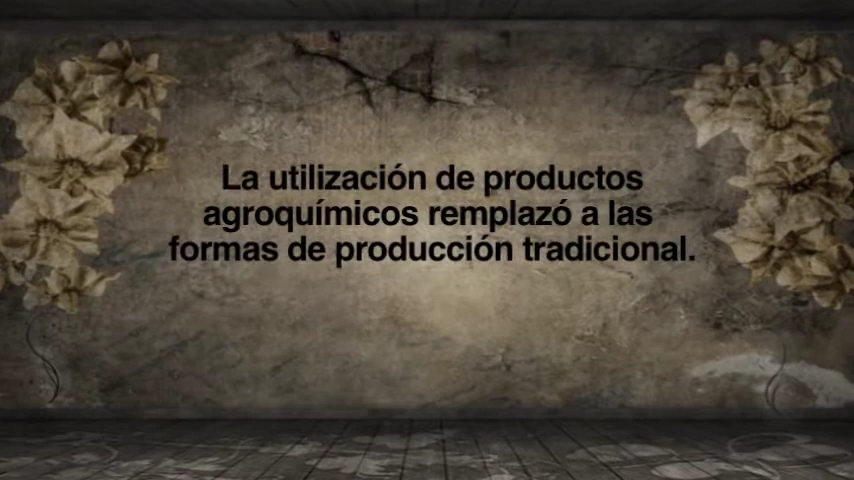 La utilización de productos
agroquímicos remplazó a las
formas de producción tradicional.